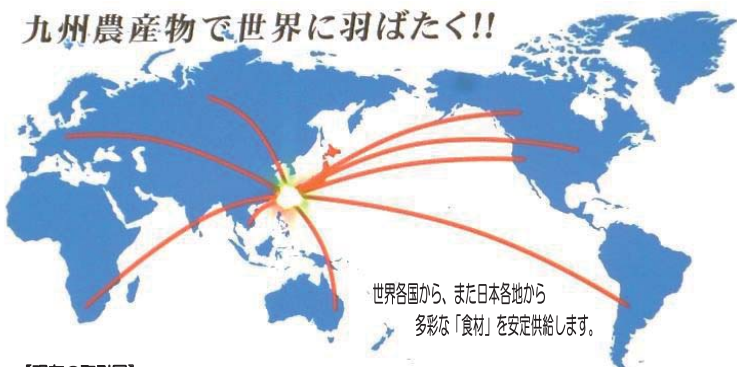 九州農産物で世界に羽ばたく!!
世界各国から、また日本各地から
多彩な「食材」を安定供給します。